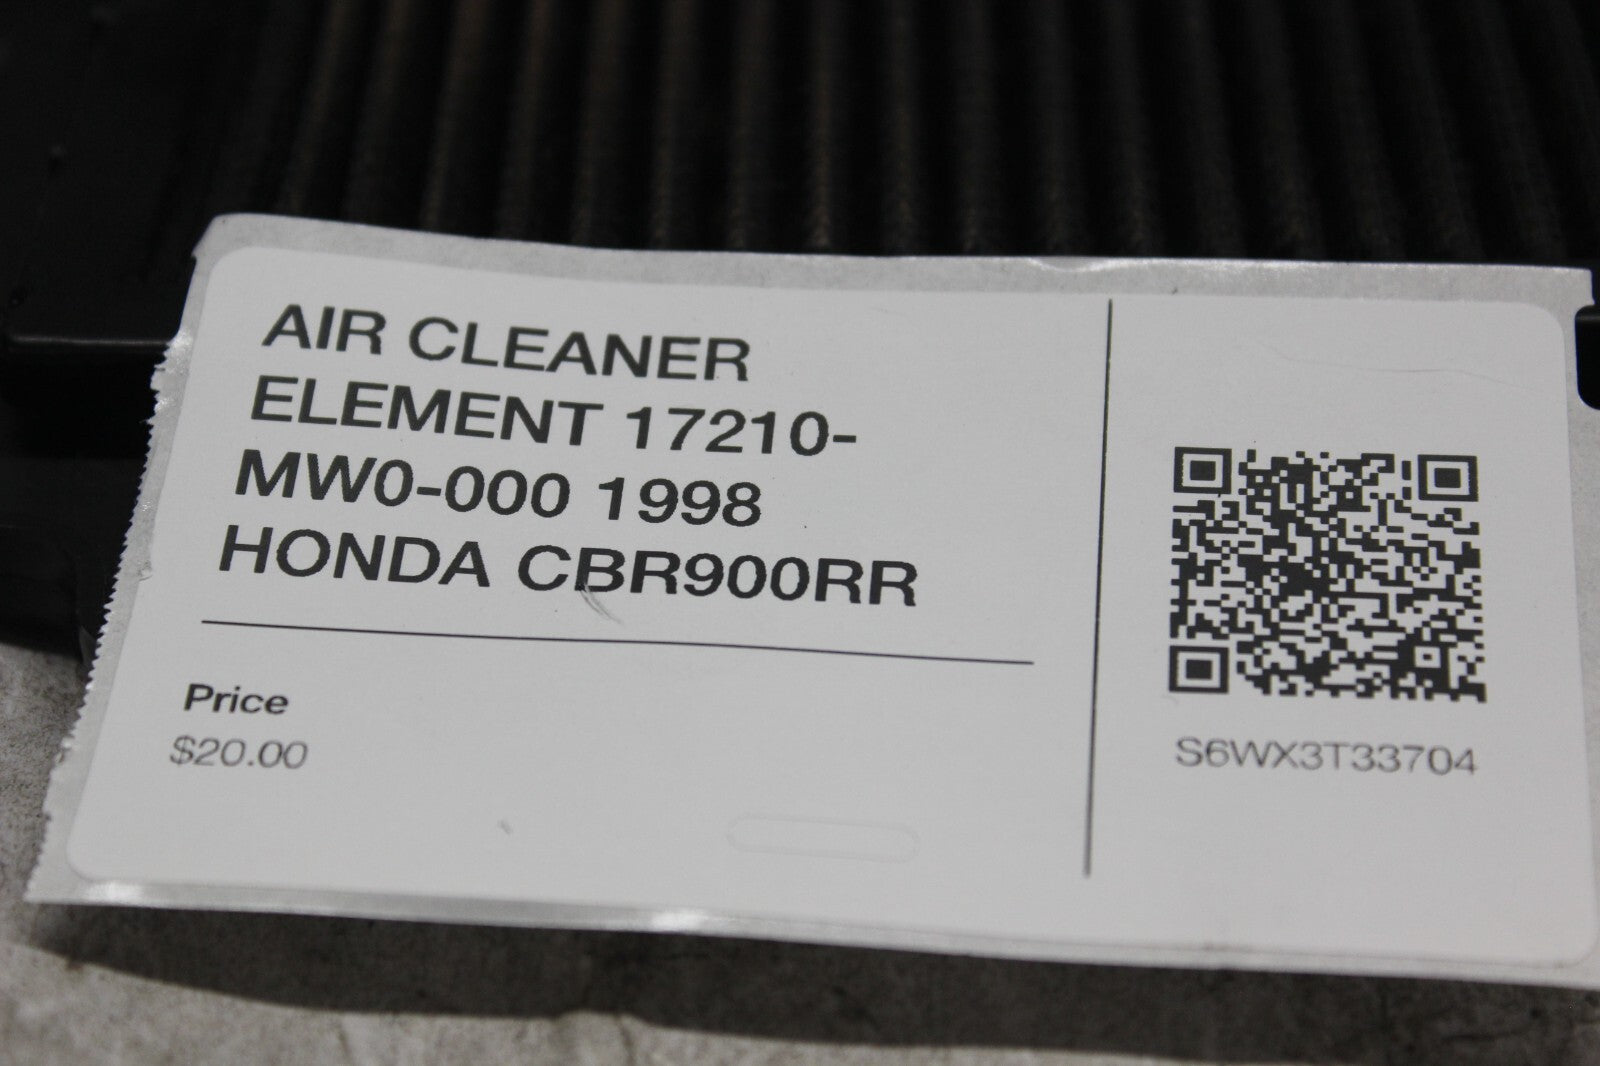 AIR CLEANER
ELEMENT 17210-
MW0-000 1998
HONDA CBR900RR
Price
$20.00
S6WX3T33704